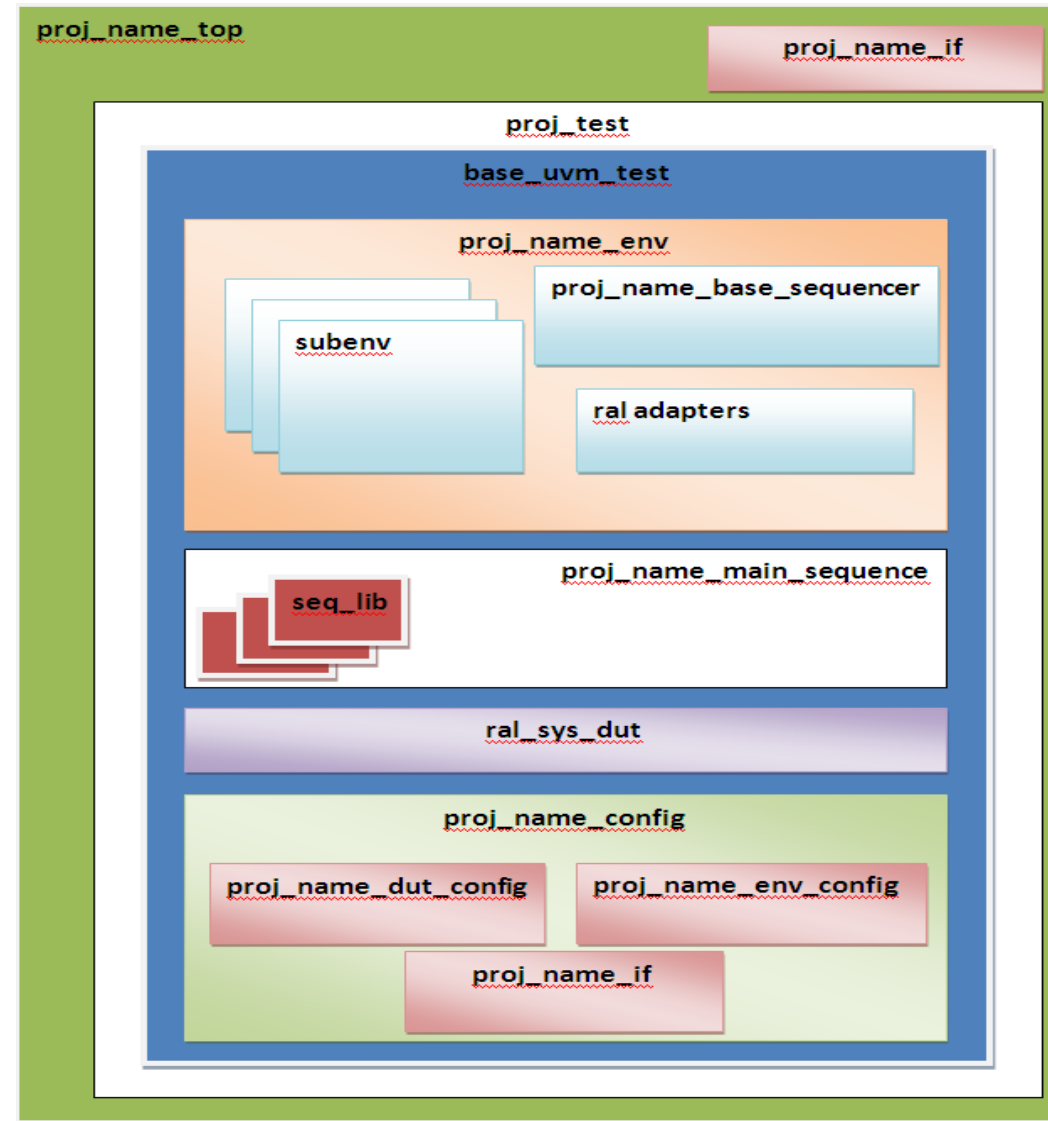 proj_name_top
proj_name_if
proj_test
base_uvm_test
proj_name_env
proj_name_base_sequencer
subenv
ral adapters
proj_name_main_sequence
seq_lib
ral_sys_dut
proj_name_config
proj_name_dut_config
proj_name_env_config
proj_name_if